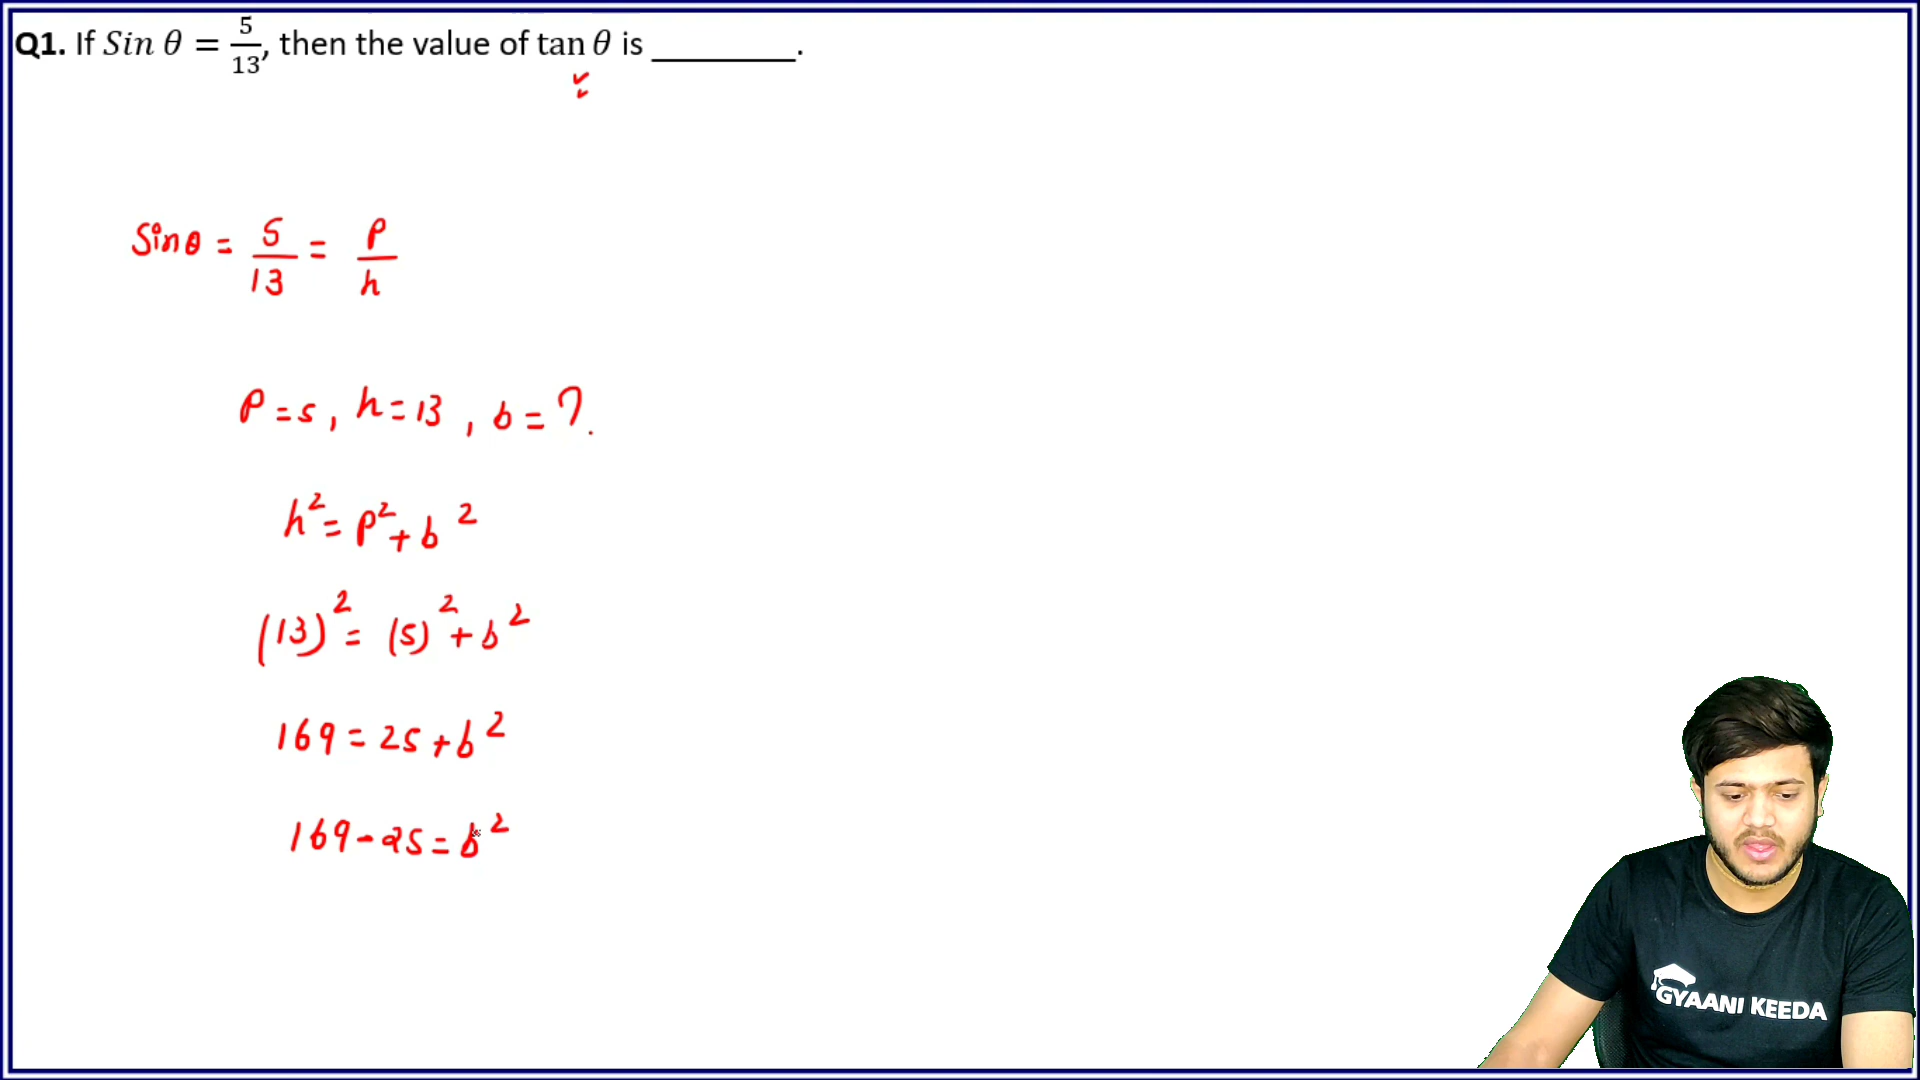 Q1. If Sin θ = 5/13, then the value of tan θ is ________.
Sinθ = 5/13 = P/h
P = 5, h = 13, b = ?.
h² = P² + b²
(13)² = (5)² + b²
169 = 25 + b²
169 - 25 = b²
GYAANI KEEDA